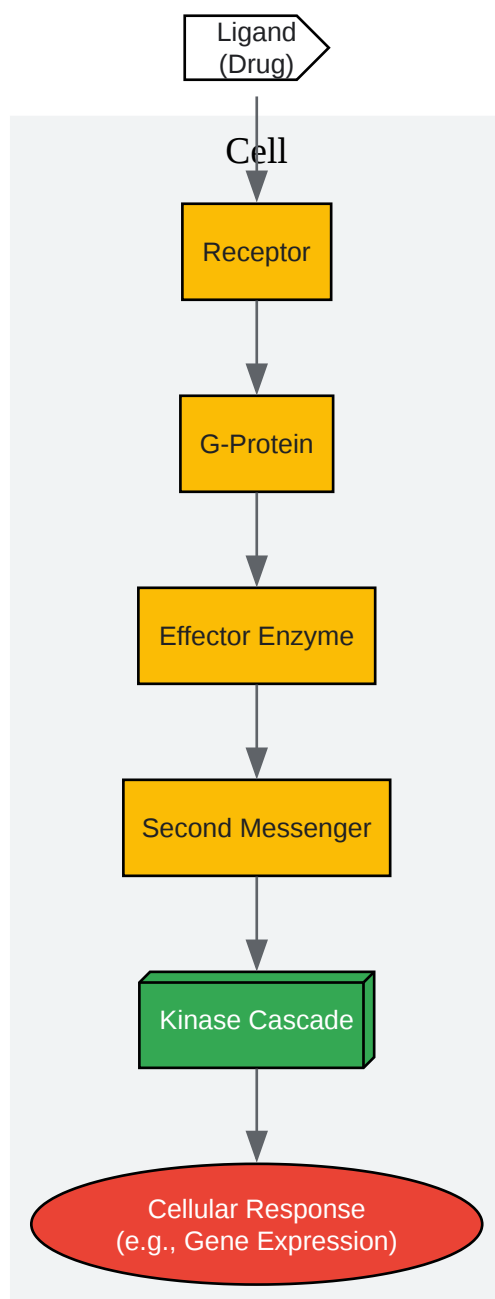 Ligand
(Drug)
Cell
Receptor
G-Protein
Effector Enzyme
Second Messenger
Kinase Cascade
Cellular Response
(e.g., Gene Expression)